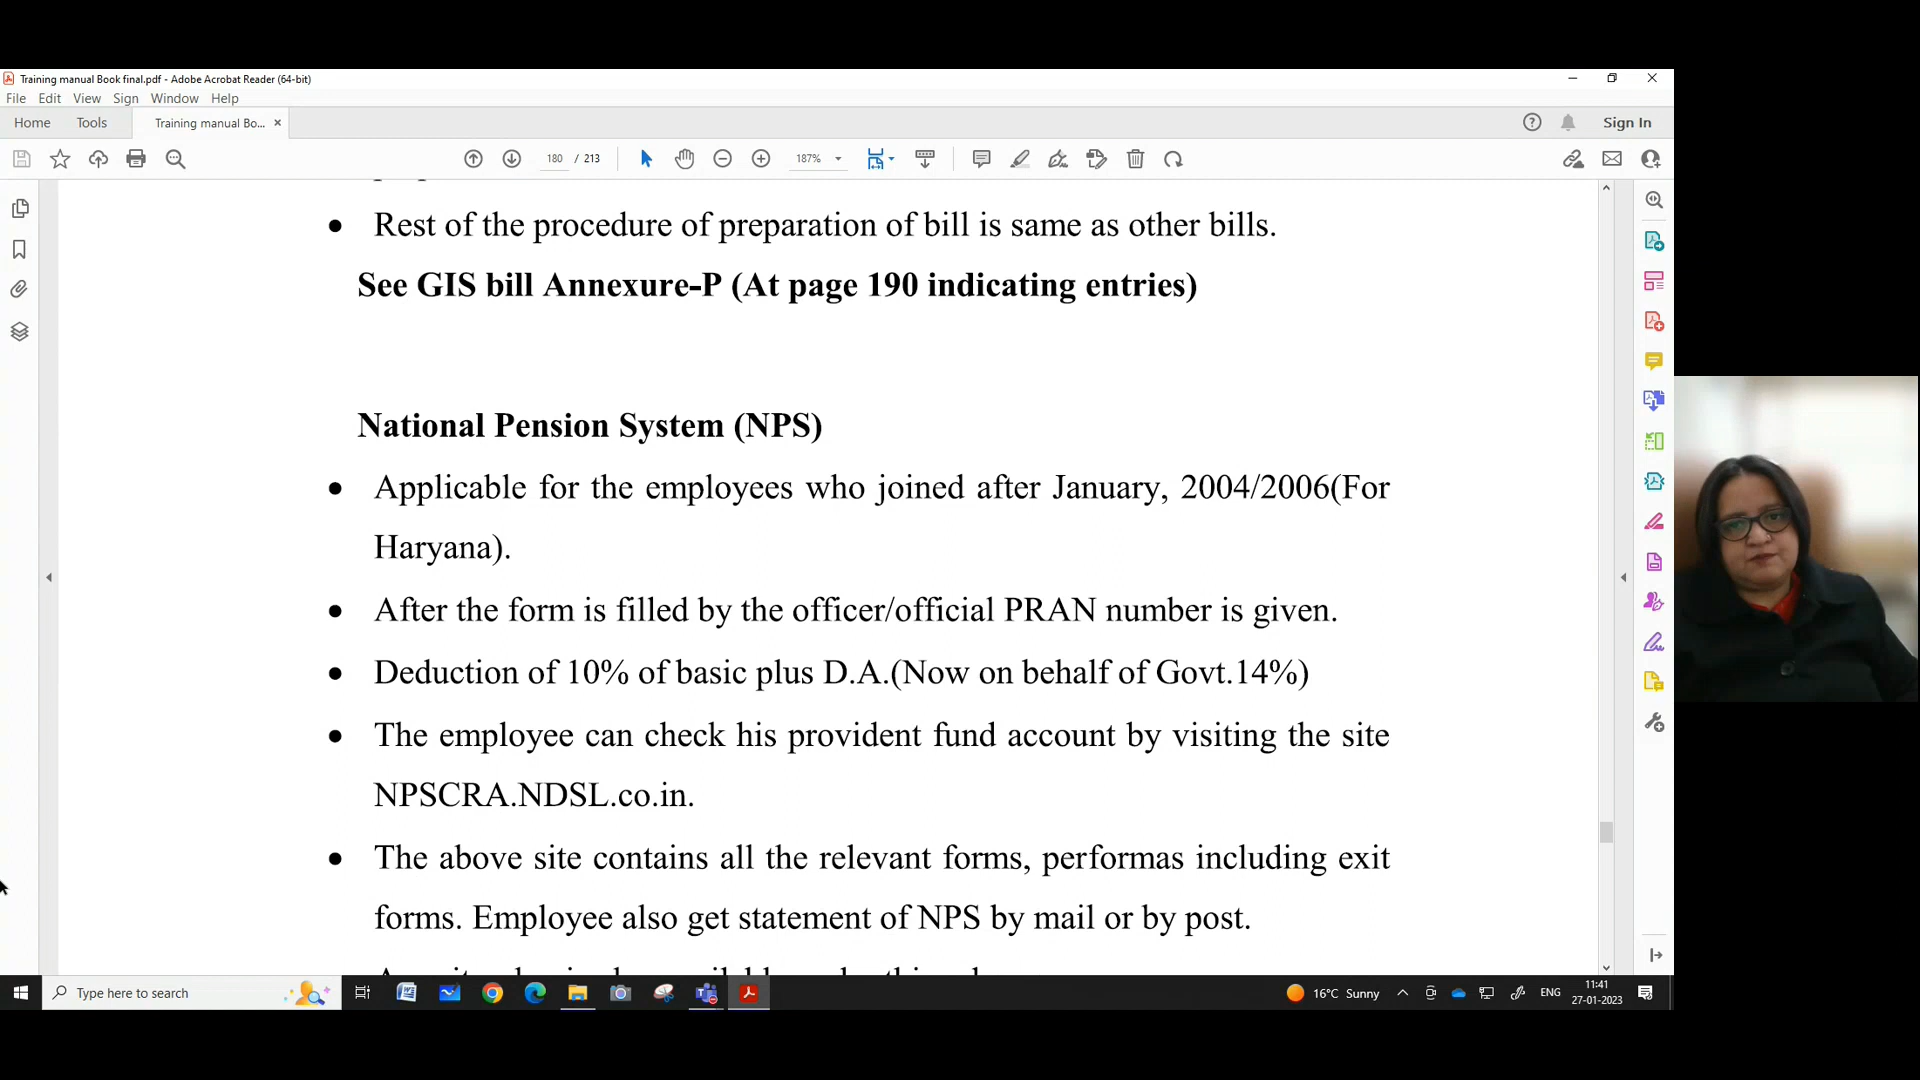 Training manual Book final.pdf - Adobe Acrobat Reader (64-bit)
File Edit View Sign Window Help
Home Tools Training manual Bo... × Sign In
180 / 213 187%
• Rest of the procedure of preparation of bill is same as other bills.
See GIS bill Annexure-P (At page 190 indicating entries)
National Pension System (NPS)
• Applicable for the employees who joined after January, 2004/2006(For
Haryana).
• After the form is filled by the officer/official PRAN number is given.
• Deduction of 10% of basic plus D.A.(Now on behalf of Govt.14%)
• The employee can check his provident fund account by visiting the site
NPSCRA.NDSL.co.in.
• The above site contains all the relevant forms, performas including exit
forms. Employee also get statement of NPS by mail or by post.
Type here to search 16°C Sunny ENG 11:41
27-01-2023